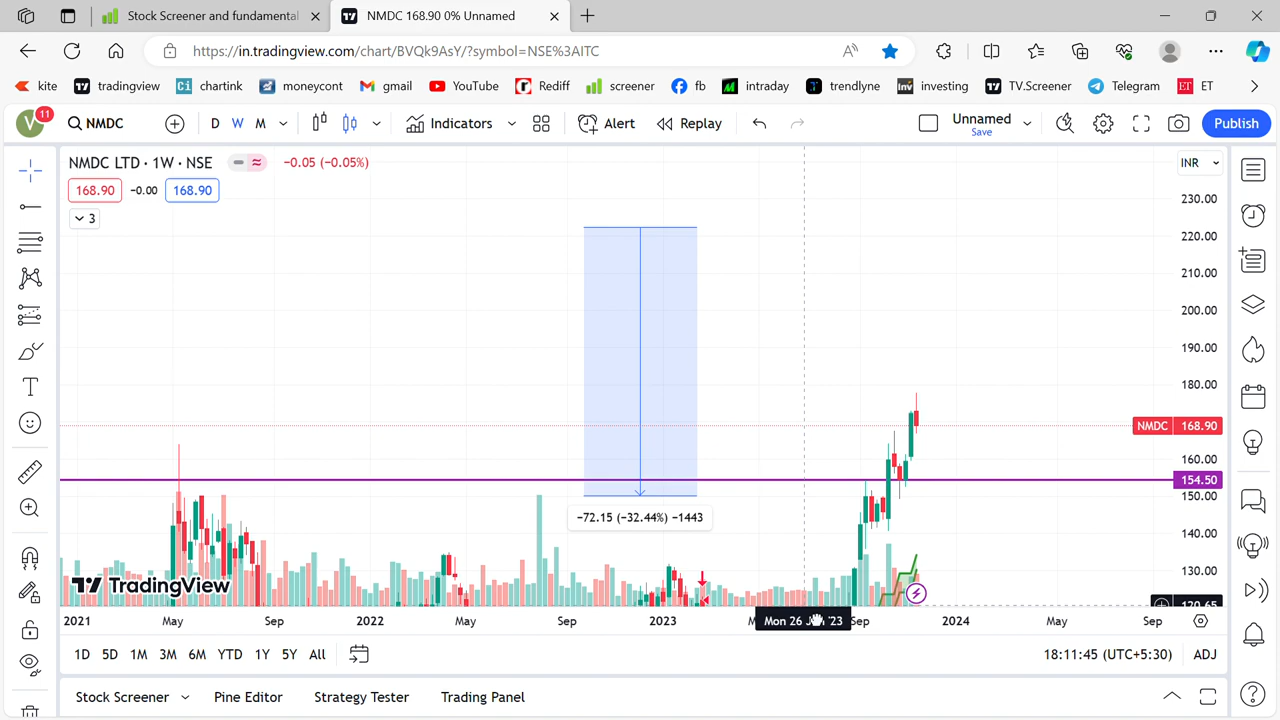 Stock Screener and fundamental
NMDC 168.90 0% Unnamed
https://in.tradingview.com/chart/BVQk9AsY/?symbol=NSE%3AITC
kite
tradingview
Ci chartink
moneycont
gmail
YouTube
Rediff
screener
fb
intraday
trendlyne
Inv investing
TV.Screener
Telegram
ET ET
V 11
NMDC
D W M
Indicators
Alert
Replay
Unnamed
Save
Publish
NMDC LTD · 1W · NSE
−0.05 (−0.05%)
168.90 −0.00 168.90
3
INR
230.00
220.00
210.00
200.00
190.00
180.00
NMDC 168.90
160.00
154.50
150.00
140.00
130.00
120.65
−72.15 (−32.44%) −1443
TradingView
2021 May Sep 2022 May Sep 2023 Mon 26 '23 Sep 2024 May Sep
1D 5D 1M 3M 6M YTD 1Y 5Y All
18:11:45 (UTC+5:30) ADJ
Stock Screener Pine Editor Strategy Tester Trading Panel